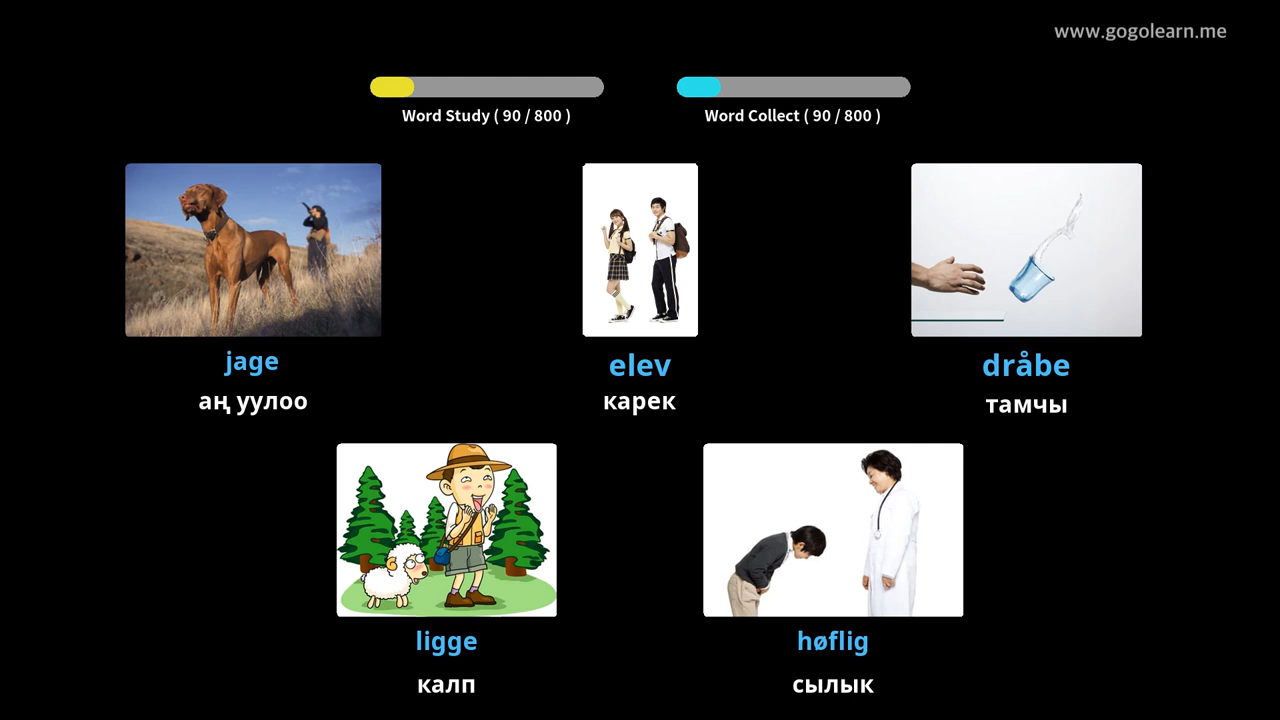 www.gogolearn.me
Word Study ( 90 / 800 )
Word Collect ( 90 / 800 )
jage
аң уулоо
elev
карек
dråbe
тамчы
ligge
калп
høflig
сылык